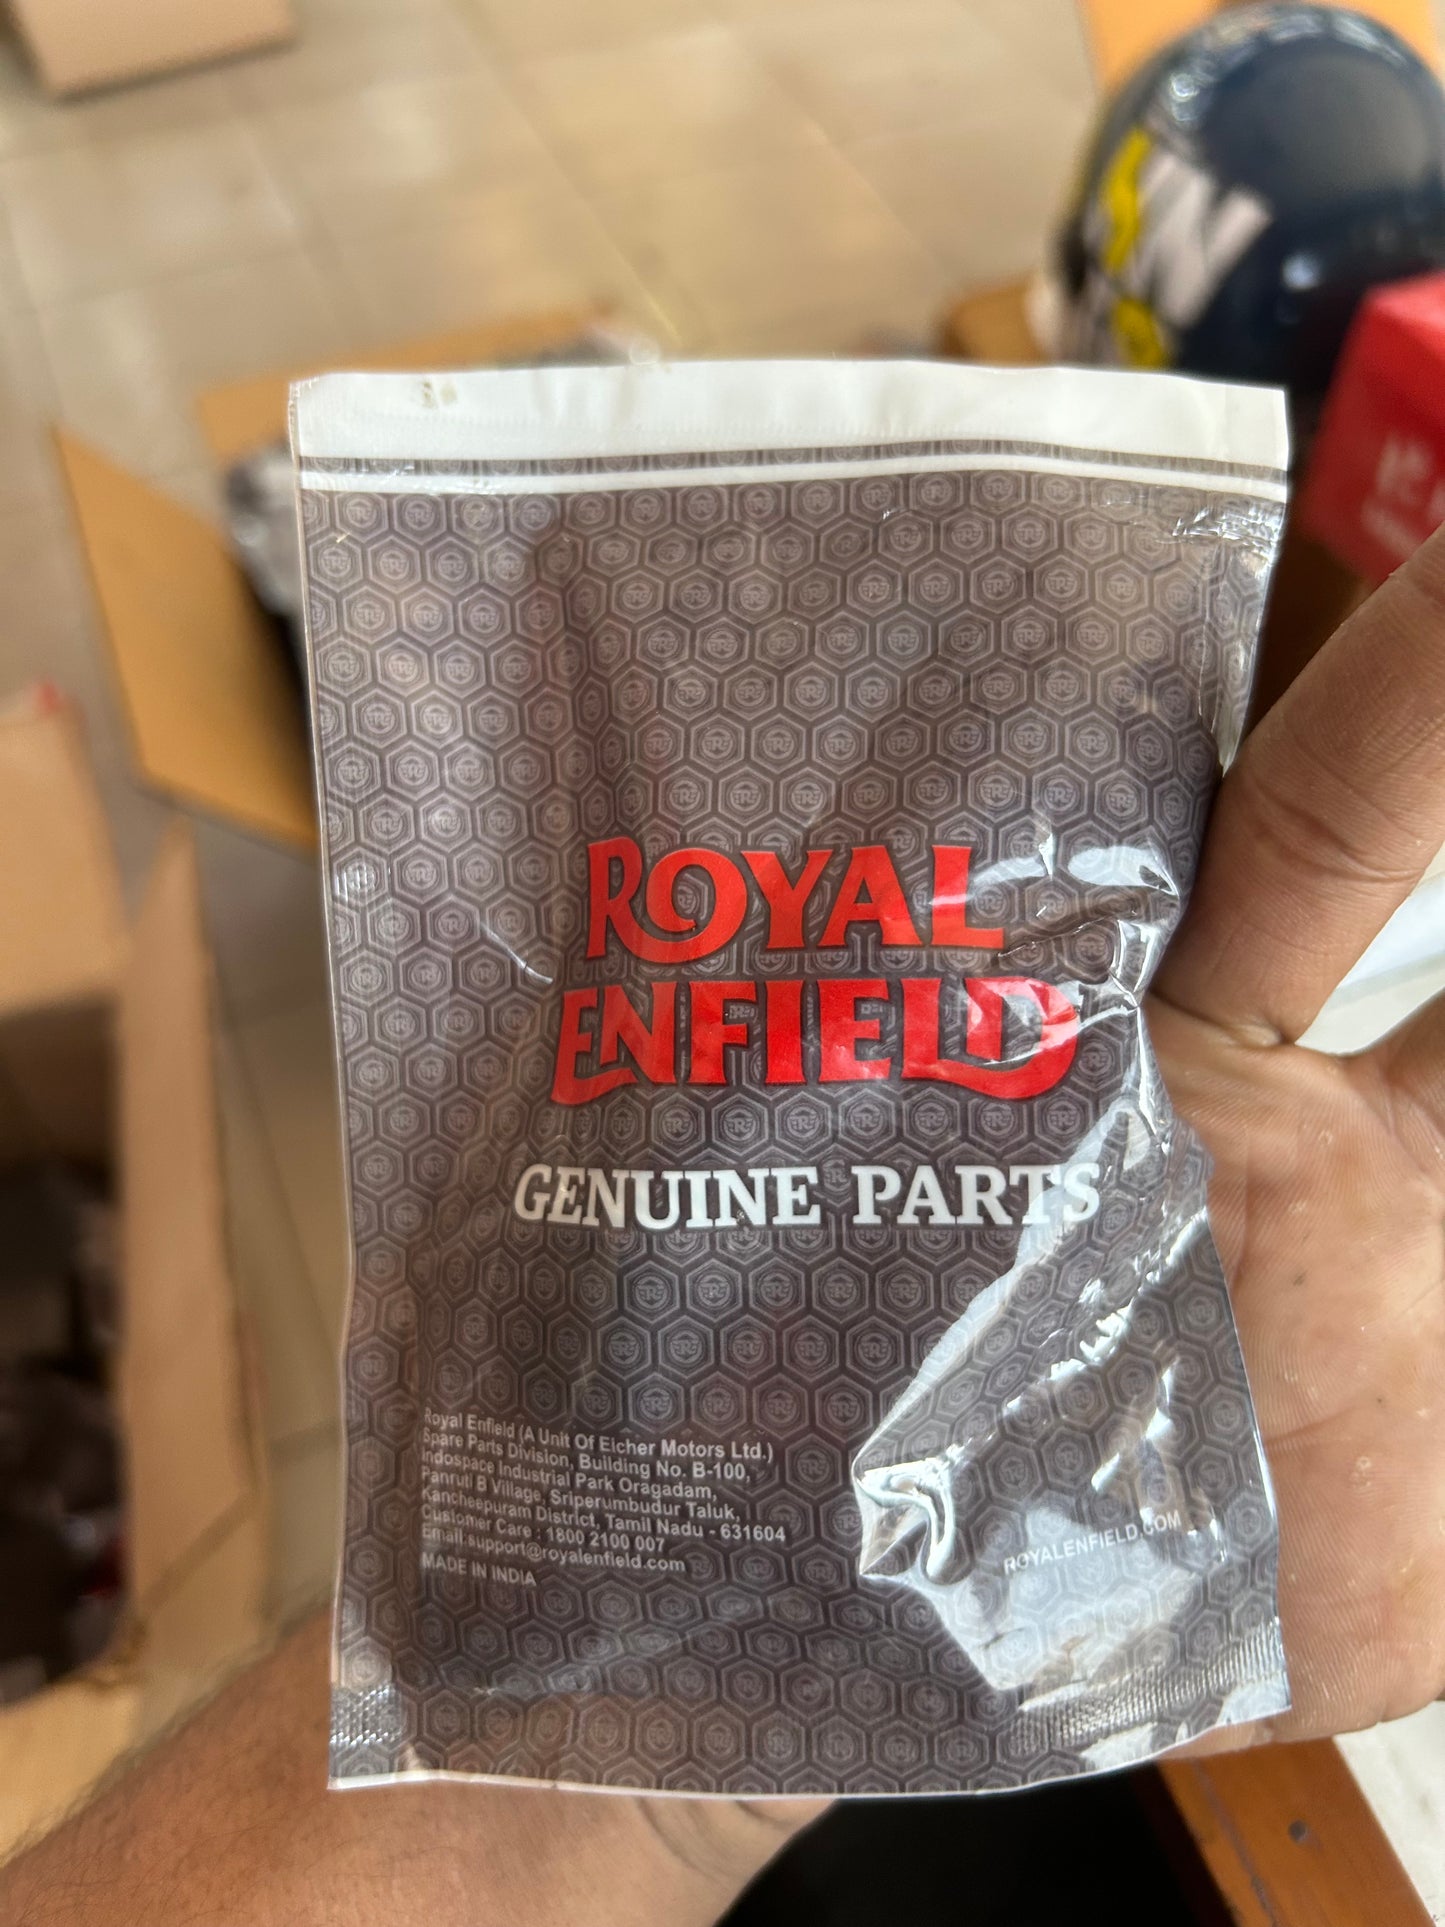 ROYAL
ENFIELD
GENUINE PARTS
Royal Enfield (A Unit Of Eicher Motors Ltd.)
Spare Parts Division, Building No. B-100,
Indospace Industrial Park Oragadam,
Panruti B Village, Sriperumbudur Taluk,
Kancheepuram District, Tamil Nadu - 631604
Customer Care : 1800 2100 007
Email:support@royalenfield.com
MADE IN INDIA
ROYALENFIELD.COM